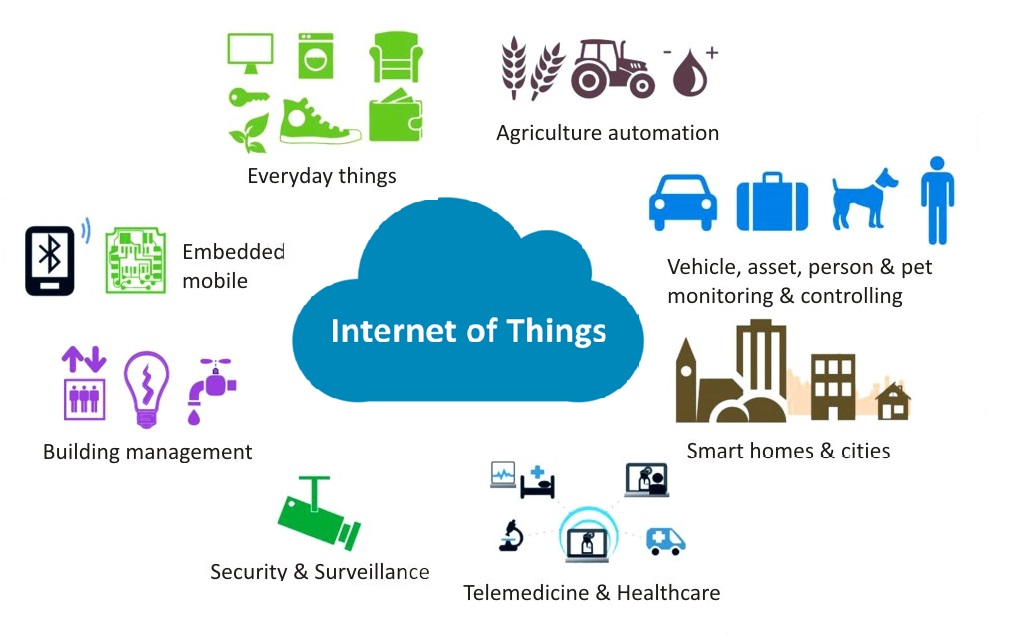 Everyday things
Agriculture automation
Embedded
mobile
Vehicle, asset, person & pet
monitoring & controlling
Internet of Things
Building management
Smart homes & cities
Security & Surveillance
Telemedicine & Healthcare